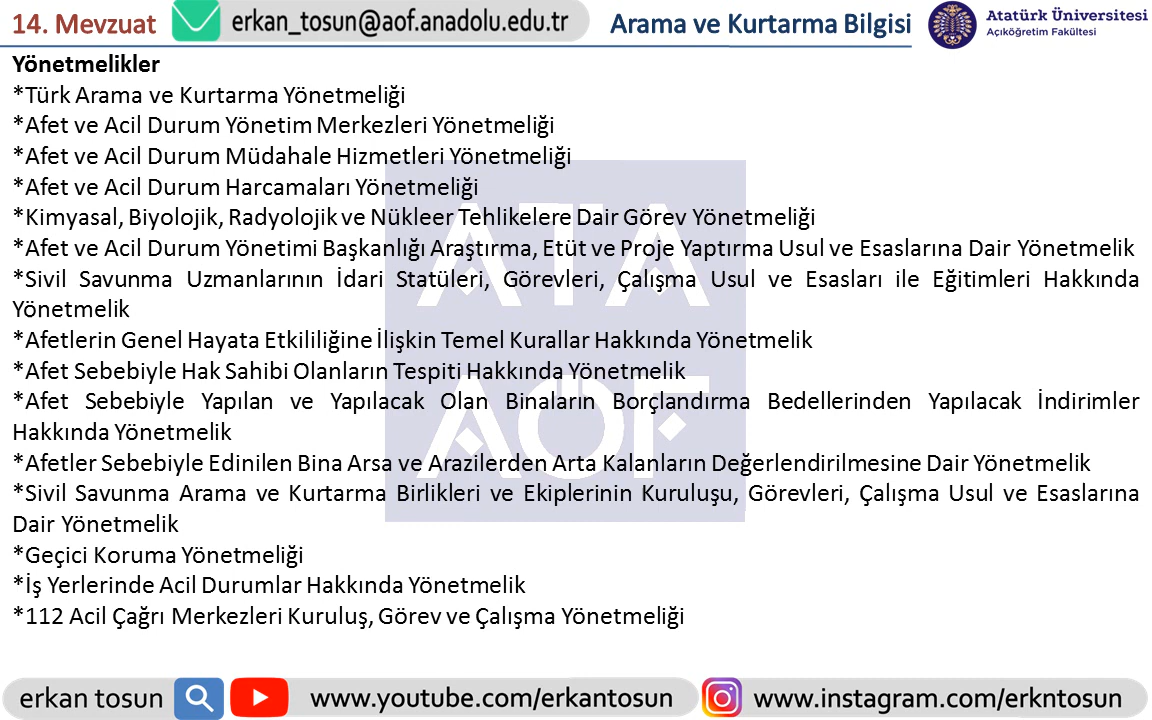 14. Mevzuat
erkan_tosun@aof.anadolu.edu.tr
Arama ve Kurtarma Bilgisi
Atatürk Üniversitesi
Açıköğretim Fakültesi
Yönetmelikler
*Türk Arama ve Kurtarma Yönetmeliği
*Afet ve Acil Durum Yönetim Merkezleri Yönetmeliği
*Afet ve Acil Durum Müdahale Hizmetleri Yönetmeliği
*Afet ve Acil Durum Harcamaları Yönetmeliği
*Kimyasal, Biyolojik, Radyolojik ve Nükleer Tehlikelere Dair Görev Yönetmeliği
*Afet ve Acil Durum Yönetimi Başkanlığı Araştırma, Etüt ve Proje Yaptırma Usul ve Esaslarına Dair Yönetmelik
*Sivil Savunma Uzmanlarının İdari Statüleri, Görevleri, Çalışma Usul ve Esasları ile Eğitimleri Hakkında
Yönetmelik
*Afetlerin Genel Hayata Etkililiğine İlişkin Temel Kurallar Hakkında Yönetmelik
*Afet Sebebiyle Hak Sahibi Olanların Tespiti Hakkında Yönetmelik
*Afet Sebebiyle Yapılan ve Yapılacak Olan Binaların Borçlandırma Bedellerinden Yapılacak İndirimler
Hakkında Yönetmelik
*Afetler Sebebiyle Edinilen Bina Arsa ve Arazilerden Arta Kalanların Değerlendirilmesine Dair Yönetmelik
*Sivil Savunma Arama ve Kurtarma Birlikleri ve Ekiplerinin Kuruluşu, Görevleri, Çalışma Usul ve Esaslarına
Dair Yönetmelik
*Geçici Koruma Yönetmeliği
*İş Yerlerinde Acil Durumlar Hakkında Yönetmelik
*112 Acil Çağrı Merkezleri Kuruluş, Görev ve Çalışma Yönetmeliği
ATA
AÖF
erkan tosun
www.youtube.com/erkantosun
www.instagram.com/erkntosun